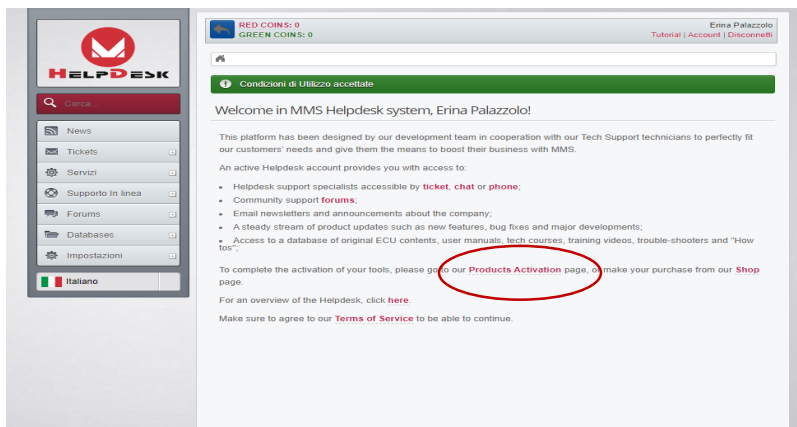 RED COINS: 0
GREEN COINS: 0
Erina Palazzolo
Tutorial | Account | Disconnetti
HELPDESK
Cerca...
News
Tickets
Servizi
Supporto In linea
Forums
Databases
Impostazioni
Italiano
Condizioni di Utilizzo accettate
Welcome in MMS Helpdesk system, Erina Palazzolo!
This platform has been designed by our development team in cooperation with our Tech Support technicians to perfectly fit
our customers' needs and give them the means to boost their business with MMS.
An active Helpdesk account provides you with access to:
Helpdesk support specialists accessible by ticket, chat or phone;
Community support forums;
Email newsletters and announcements about the company;
A steady stream of product updates such as new features, bug fixes and major developments;
Access to a database of original ECU contents, user manuals, tech courses, training videos, trouble-shooters and "How
tos";
To complete the activation of your tools, please go to our Products Activation page, or make your purchase from our Shop
page.
For an overview of the Helpdesk, click here.
Make sure to agree to our Terms of Service to be able to continue.